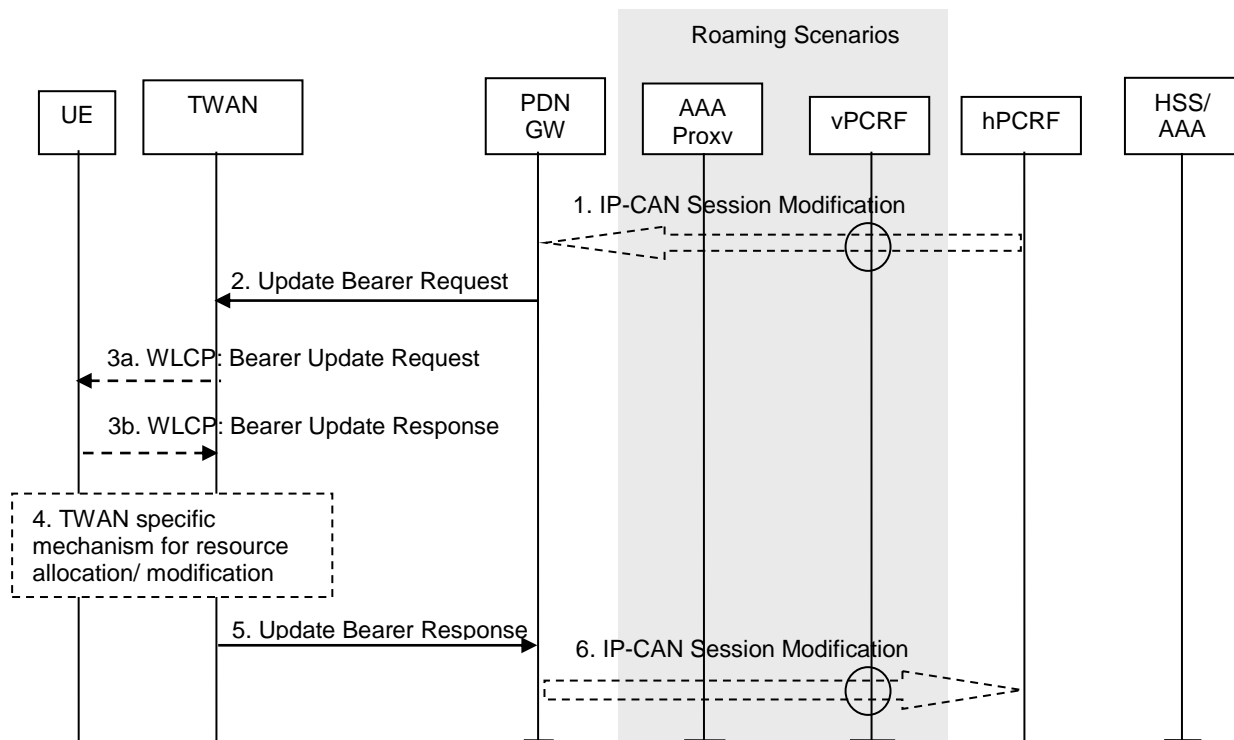 Roaming Scenarios
UE
TWAN
PDN
GW
AAA
Proxy
vPCRF
hPCRF
HSS/
AAA
1. IP-CAN Session Modification
2. Update Bearer Request
3a. WLCP: Bearer Update Request
3b. WLCP: Bearer Update Response
4. TWAN specific
mechanism for resource
allocation/ modification
5. Update Bearer Response
6. IP-CAN Session Modification